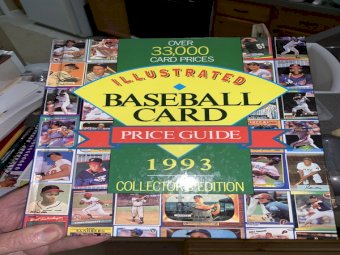 OVER
33,000
CARD PRICES
ILLUSTRATED
BASEBALL
CARD
PRICE GUIDE
1993
COLLECTOR'S EDITION